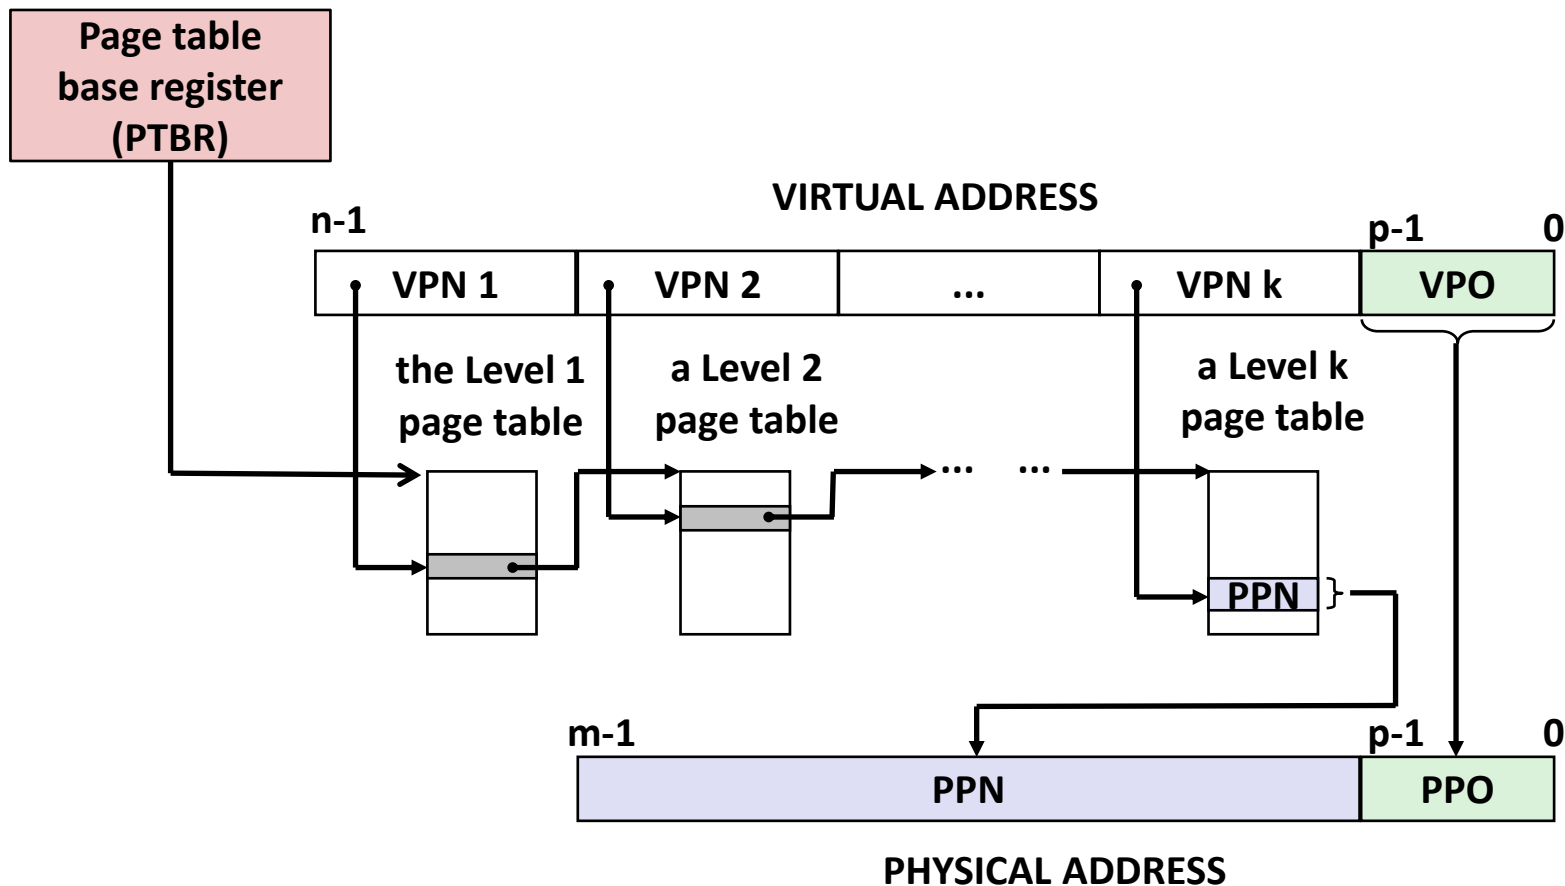 Page table
base register
(PTBR)
VIRTUAL ADDRESS
n-1
p-1
0
VPN 1
VPN 2
...
VPN k
VPO
the Level 1
page table
a Level 2
page table
a Level k
page table
... ...
PPN
m-1
p-1
0
PPN
PPO
PHYSICAL ADDRESS